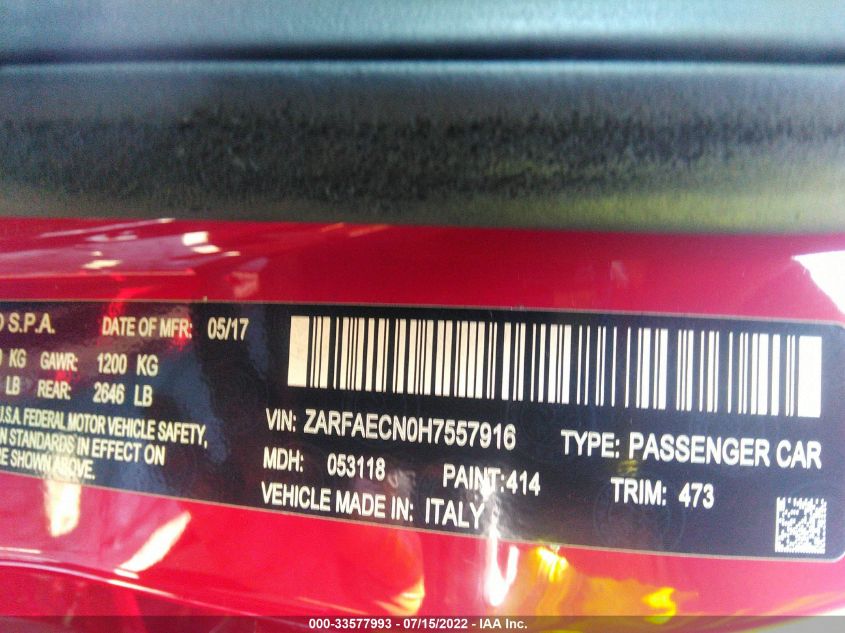 S.P.A. DATE OF MFR: 05/17
KG GAWR: 1200 KG
LB REAR: 2646 LB
U.S.A. FEDERAL MOTOR VEHICLE SAFETY,
STANDARDS IN EFFECT ON
SHOWN ABOVE.
VIN: ZARFAECN0H7557916 TYPE: PASSENGER CAR
MDH: 053118 PAINT:414 TRIM: 473
VEHICLE MADE IN: ITALY
000-33577993 - 07/15/2022 - IAA Inc.